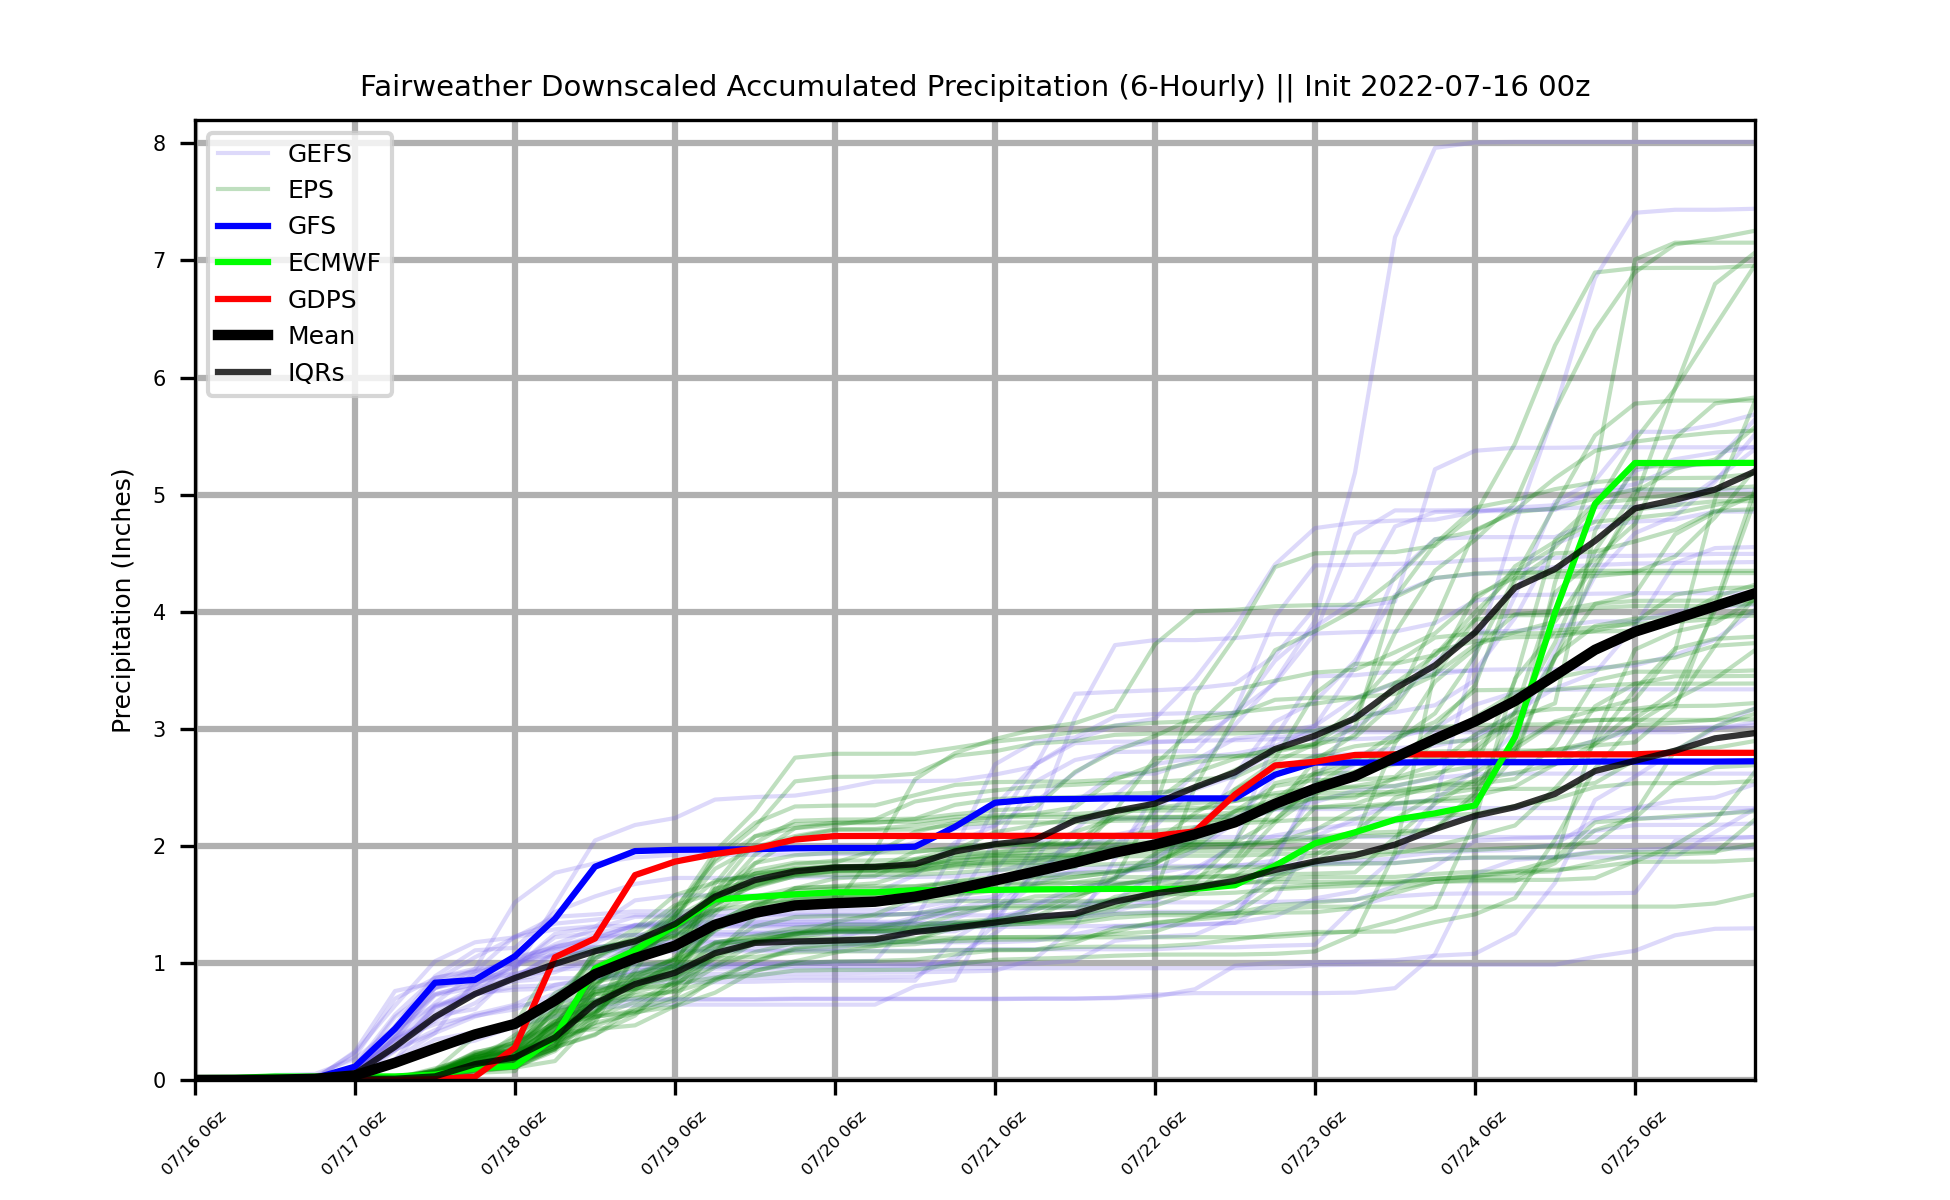 Fairweather Downscaled Accumulated Precipitation (6-Hourly) || Init 2022-07-16 00z
GEFS
EPS
GFS
ECMWF
GDPS
Mean
IQRs
Precipitation (Inches)
8
7
6
5
4
3
2
1
0
07/16 06z
07/17 06z
07/18 06z
07/19 06z
07/20 06z
07/21 06z
07/22 06z
07/23 06z
07/24 06z
07/25 06z